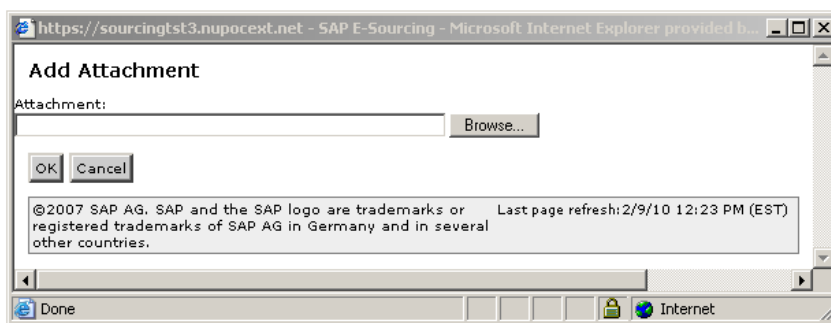 https://sourcingtst3.nupocext.net - SAP E-Sourcing - Microsoft Internet Explorer provided b...
Add Attachment
Attachment:
Browse...
OK Cancel
©2007 SAP AG. SAP and the SAP logo are trademarks or Last page refresh:2/9/10 12:23 PM (EST)
registered trademarks of SAP AG in Germany and in several
other countries.
Done Internet